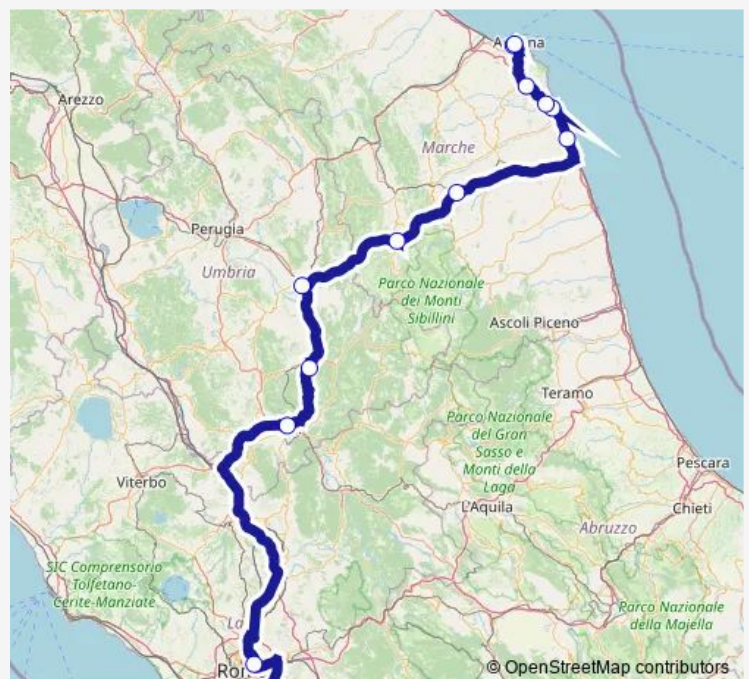 Arezzo
Marche
Perugia
Umbria
Parco Nazionale
dei Monti
Sibillini
Ascoli Piceno
Teramo
Parco Nazionale
del Gran
Sasso e
Monti della
Laga
Pescara
Viterbo
L'Aquila
Chieti
Abruzzo
SIC Comprensorio
Tolfetano-
Cerite-Manziate
Parco Nazionale
della Majella
© OpenStreetMap contributors